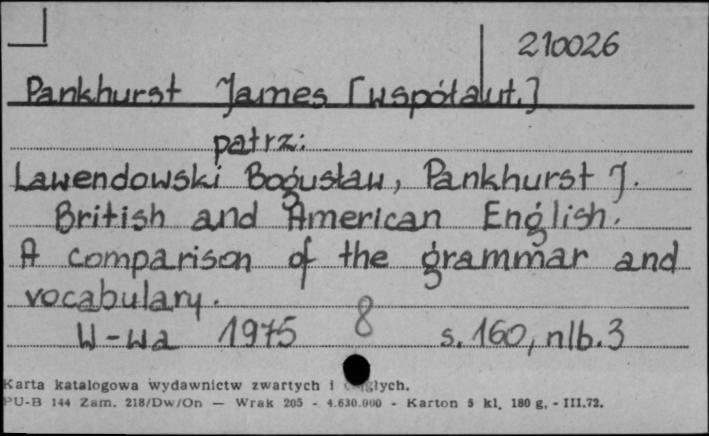 210026
Pankhurst James [współaut.]
patrz:
Lawendowski Bogusław, Pankhurst J.
British and American English.
A comparison of the grammar and
vocabulary.
W-wa 1975 8 s. 160, nlb. 3
Karta katalogowa wydawnictw zwartych i
PU-B 144 Zam. 218/Dw/On — Wrak 205 - 4.630.000 - Karton 5 kl. 180 g. - III.72.